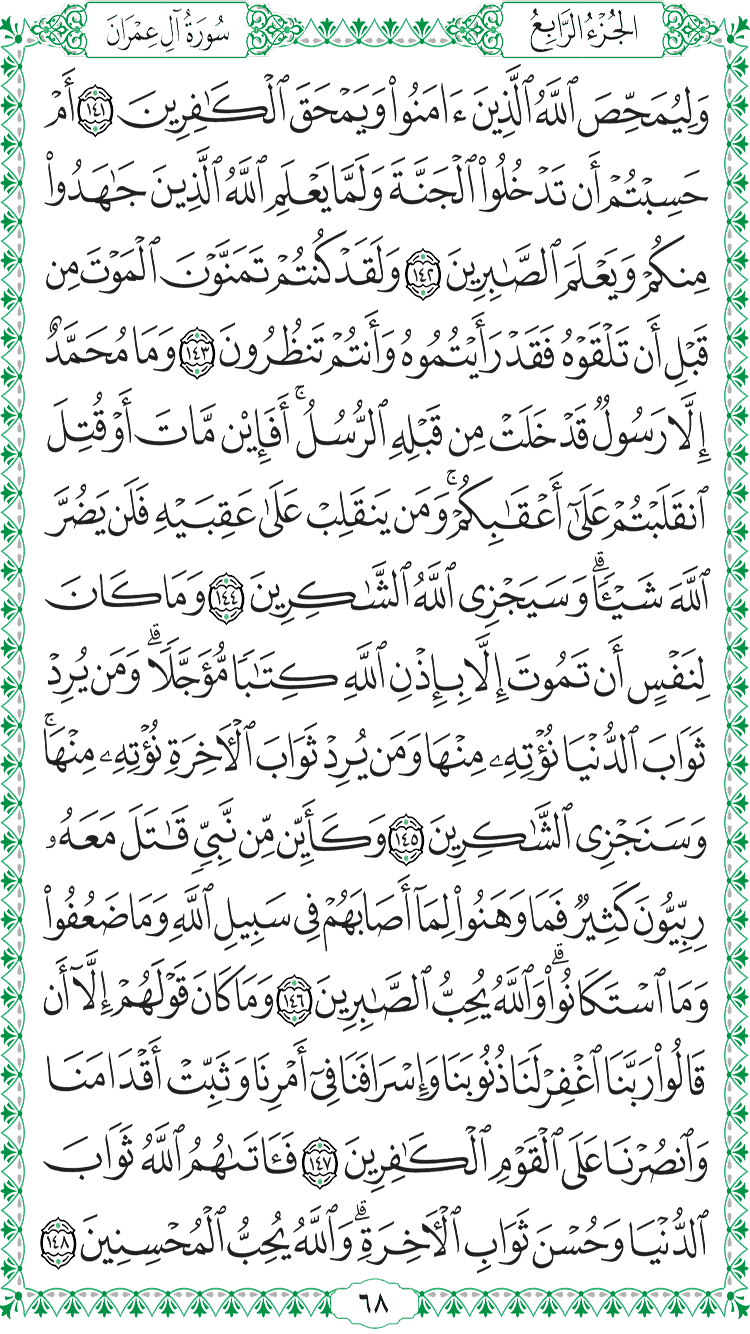 الجُزْءُ الرَّابِعُ
سُورَةُ آلِ عِمْرَانَ
وَلِيُمَحِّصَ ٱللَّهُ ٱلَّذِينَ ءَامَنُوا۟ وَيَمْحَقَ ٱلْكَـٰفِرِينَ ١٤١ أَمْ
حَسِبْتُمْ أَن تَدْخُلُوا۟ ٱلْجَنَّةَ وَلَمَّا يَعْلَمِ ٱللَّهُ ٱلَّذِينَ جَـٰهَدُوا۟
مِنكُمْ وَيَعْلَمَ ٱلصَّـٰبِرِينَ ١٤٢ وَلَقَدْ كُنتُمْ تَمَنَّوْنَ ٱلْمَوْتَ مِن
قَبْلِ أَن تَلْقَوْهُ فَقَدْ رَأَيْتُمُوهُ وَأَنتُمْ تَنظُرُونَ ١٤٣ وَمَا مُحَمَّدٌ
إِلَّا رَسُولٌ قَدْ خَلَتْ مِن قَبْلِهِ ٱلرُّسُلُ ۚ أَفَإِي۟ن مَّاتَ أَوْ قُتِلَ
ٱنقَلَبْتُمْ عَلَىٰٓ أَعْقَـٰبِكُمْ ۚ وَمَن يَنقَلِبْ عَلَىٰ عَقِبَيْهِ فَلَن يَضُرَّ
ٱللَّهَ شَيْـًٔا ۗ وَسَيَجْزِى ٱللَّهُ ٱلشَّـٰكِرِينَ ١٤٤ وَمَا كَانَ
لِنَفْسٍ أَن تَمُوتَ إِلَّا بِإِذْنِ ٱللَّهِ كِتَـٰبًا مُّؤَجَّلًا ۗ وَمَن يُرِدْ
ثَوَابَ ٱلدُّنْيَا نُؤْتِهِۦ مِنْهَا وَمَن يُرِدْ ثَوَابَ ٱلْـَٔاخِرَةِ نُؤْتِهِۦ مِنْهَا ۚ
وَسَنَجْزِى ٱلشَّـٰكِرِينَ ١٤٥ وَكَأَيِّن مِّن نَّبِىٍّ قَـٰتَلَ مَعَهُۥ
رِبِّيُّونَ كَثِيرٌ فَمَا وَهَنُوا۟ لِمَآ أَصَابَهُمْ فِى سَبِيلِ ٱللَّهِ وَمَا ضَعُفُوا۟
وَمَا ٱسْتَكَانُوا۟ ۗ وَٱللَّهُ يُحِبُّ ٱلصَّـٰبِرِينَ ١٤٦ وَمَا كَانَ قَوْلَهُمْ إِلَّآ أَن
قَالُوا۟ رَبَّنَا ٱغْفِرْ لَنَا ذُنُوبَنَا وَإِسْرَافَنَا فِىٓ أَمْرِنَا وَثَبِّتْ أَقْدَامَنَا
وَٱنصُرْنَا عَلَى ٱلْقَوْمِ ٱلْكَـٰفِرِينَ ١٤٧ فَـَٔاتَىٰهُمُ ٱللَّهُ ثَوَابَ
ٱلدُّنْيَا وَحُسْنَ ثَوَابِ ٱلْـَٔاخِرَةِ ۗ وَٱللَّهُ يُحِبُّ ٱلْمُحْسِنِينَ ١٤٨
٦٨